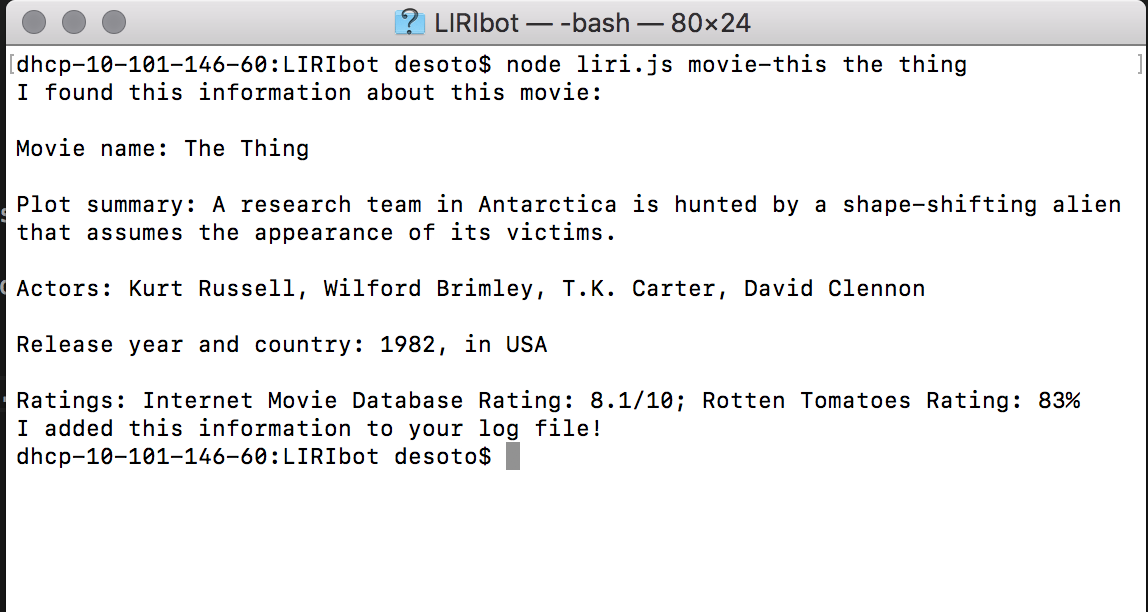 LIRIbot — -bash — 80×24
[dhcp-10-101-146-60:LIRIbot desoto$ node liri.js movie-this the thing ]
I found this information about this movie:
Movie name: The Thing
Plot summary: A research team in Antarctica is hunted by a shape-shifting alien
that assumes the appearance of its victims.
Actors: Kurt Russell, Wilford Brimley, T.K. Carter, David Clennon
Release year and country: 1982, in USA
Ratings: Internet Movie Database Rating: 8.1/10; Rotten Tomatoes Rating: 83%
I added this information to your log file!
dhcp-10-101-146-60:LIRIbot desoto$